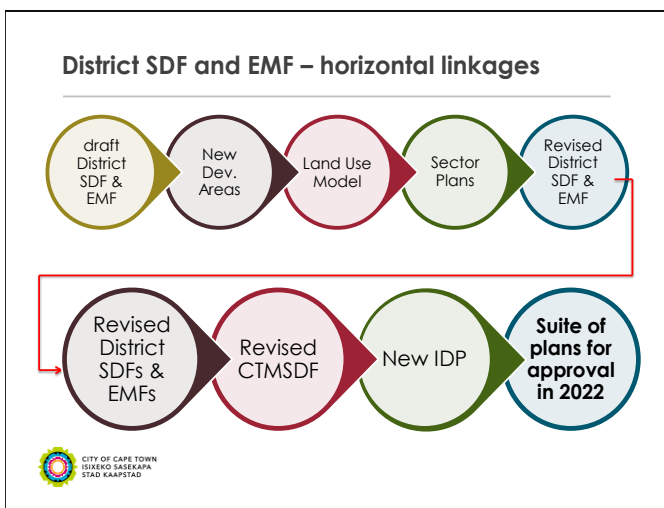 District SDF and EMF – horizontal linkages
draft
District
SDF &
EMF
New
Dev.
Areas
Land Use
Model
Sector
Plans
Revised
District
SDF &
EMF
Revised
District
SDFs &
EMFs
Revised
CTMSDF
New IDP
Suite of
plans for
approval
in 2022
CITY OF CAPE TOWN
ISIXEKO SASEKAPA
STAD KAAPSTAD